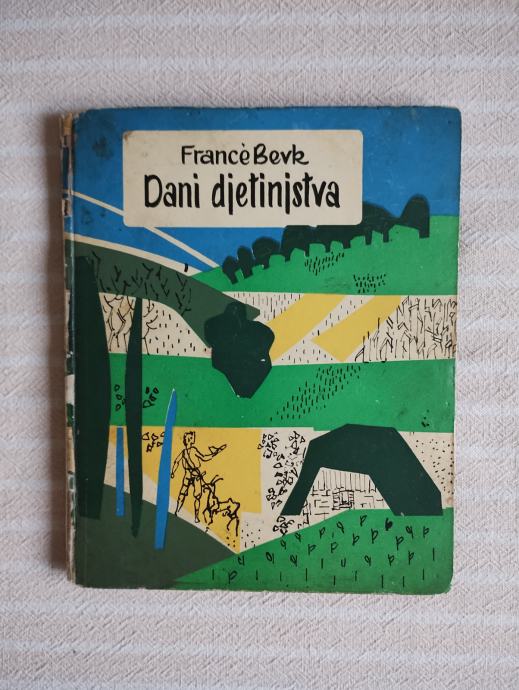 Francè Bevk
Dani djetinjstva